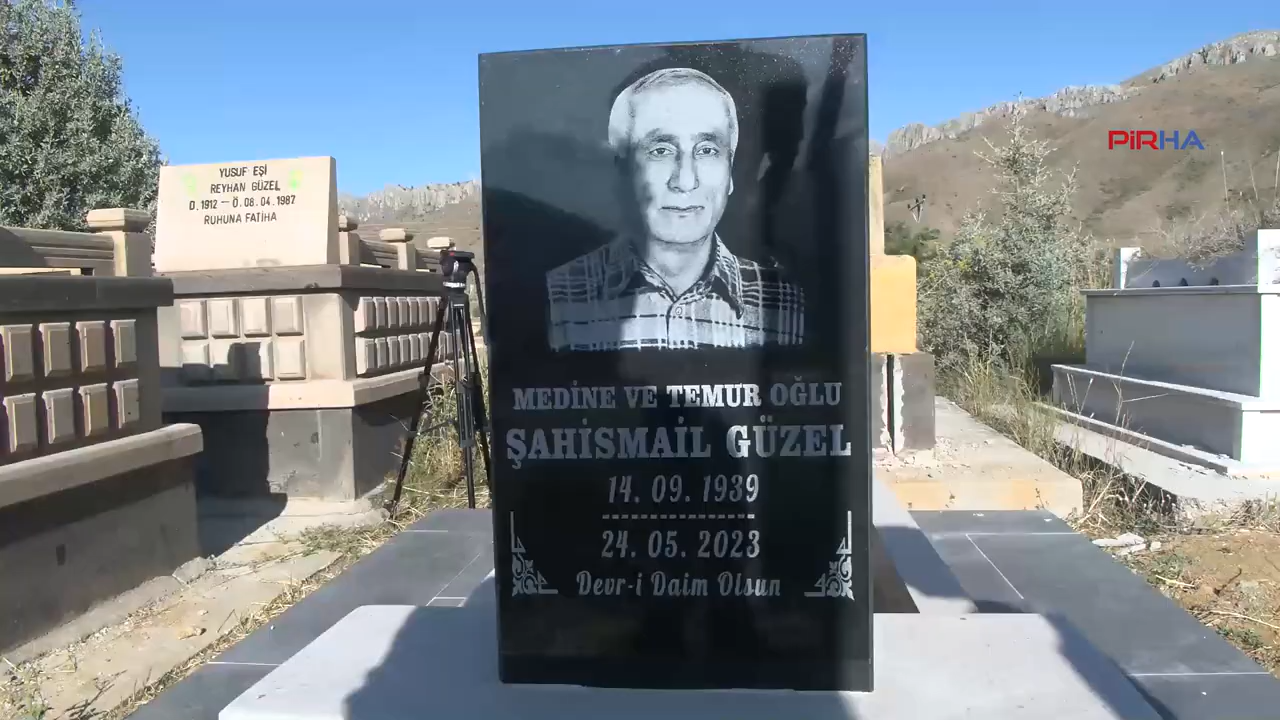 PİRHA
YUSUF EŞİ
REYHAN GÜZEL
D. 1912 — Ö. 08. 04. 1987
RUHUNA FATİHA
MEDİNE VE TEMUR OĞLU
ŞAHİSMAİL GÜZEL
14. 09. 1939
24. 05. 2023
Devr-i Daim Olsun